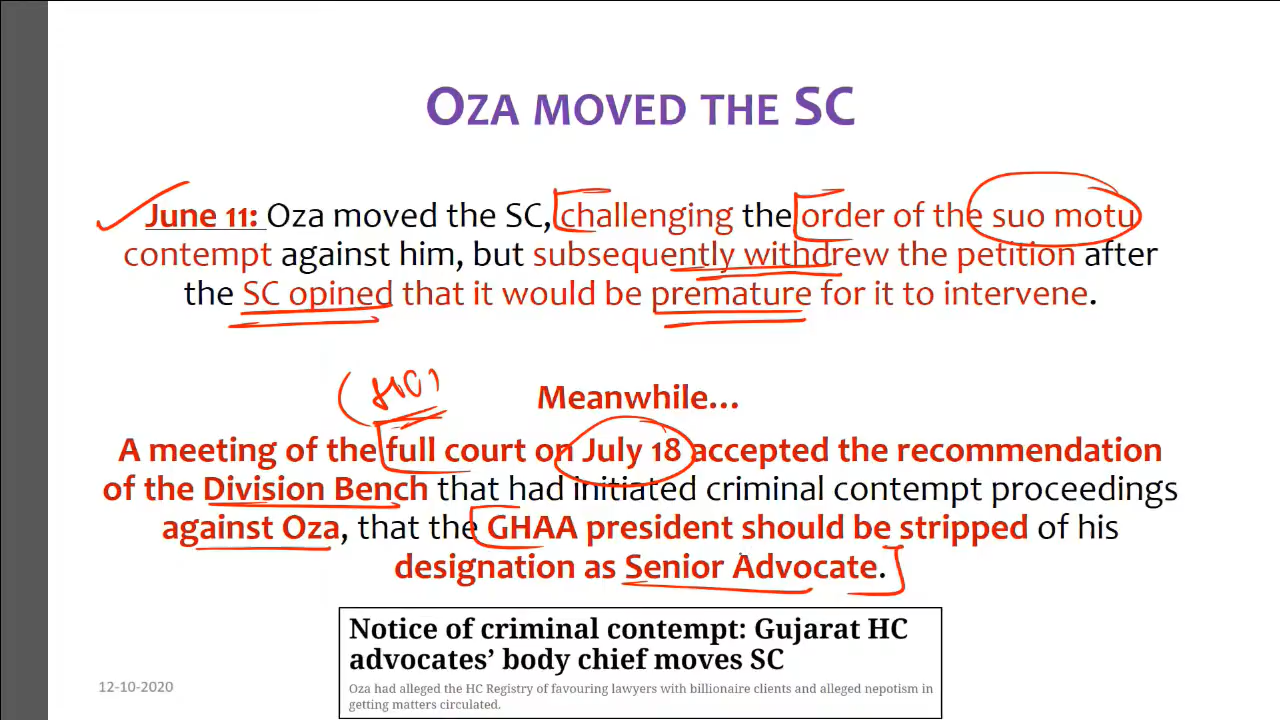 OZA MOVED THE SC
June 11: Oza moved the SC, challenging the order of the suo motu
contempt against him, but subsequently withdrew the petition after
the SC opined that it would be premature for it to intervene.
(HC)
Meanwhile...
A meeting of the full court on July 18 accepted the recommendation
of the Division Bench that had initiated criminal contempt proceedings
against Oza, that the GHAA president should be stripped of his
designation as Senior Advocate.
Notice of criminal contempt: Gujarat HC
advocates’ body chief moves SC
Oza had alleged the HC Registry of favouring lawyers with billionaire clients and alleged nepotism in
getting matters circulated.
12-10-2020